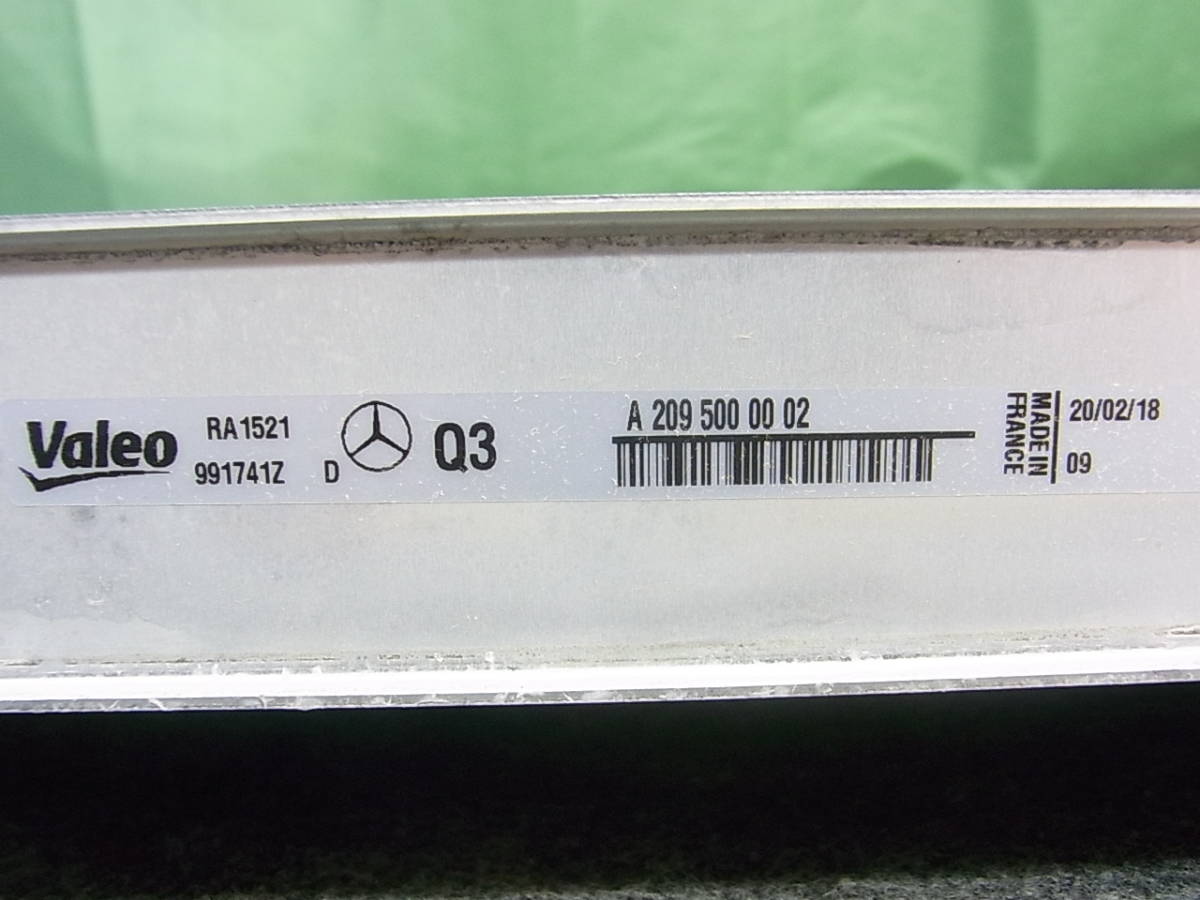 Valeo
RA1521
991741Z D
Q3
A 209 500 00 02
MADE IN
FRANCE
20/02/18
09